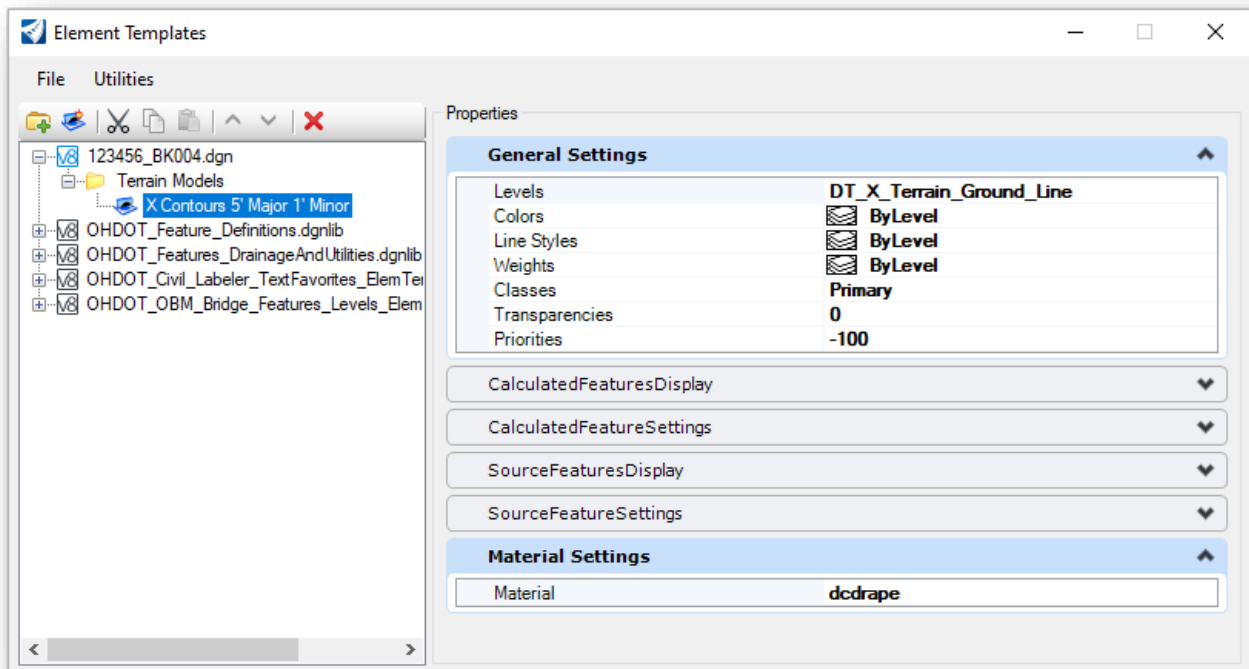 Element Templates
File Utilities
Properties
123456_BK004.dgn
Terrain Models
X Contours 5' Major 1' Minor
OHDOT_Feature_Definitions.dgnlib
OHDOT_Features_DrainageAndUtilities.dgnlib
OHDOT_Civil_Labeler_TextFavorites_ElemTe
OHDOT_OBM_Bridge_Features_Levels_Elem
General Settings
Levels DT_X_Terrain_Ground_Line
Colors ByLevel
Line Styles ByLevel
Weights ByLevel
Classes Primary
Transparencies 0
Priorities -100
CalculatedFeaturesDisplay
CalculatedFeatureSettings
SourceFeaturesDisplay
SourceFeatureSettings
Material Settings
Material dcdrape